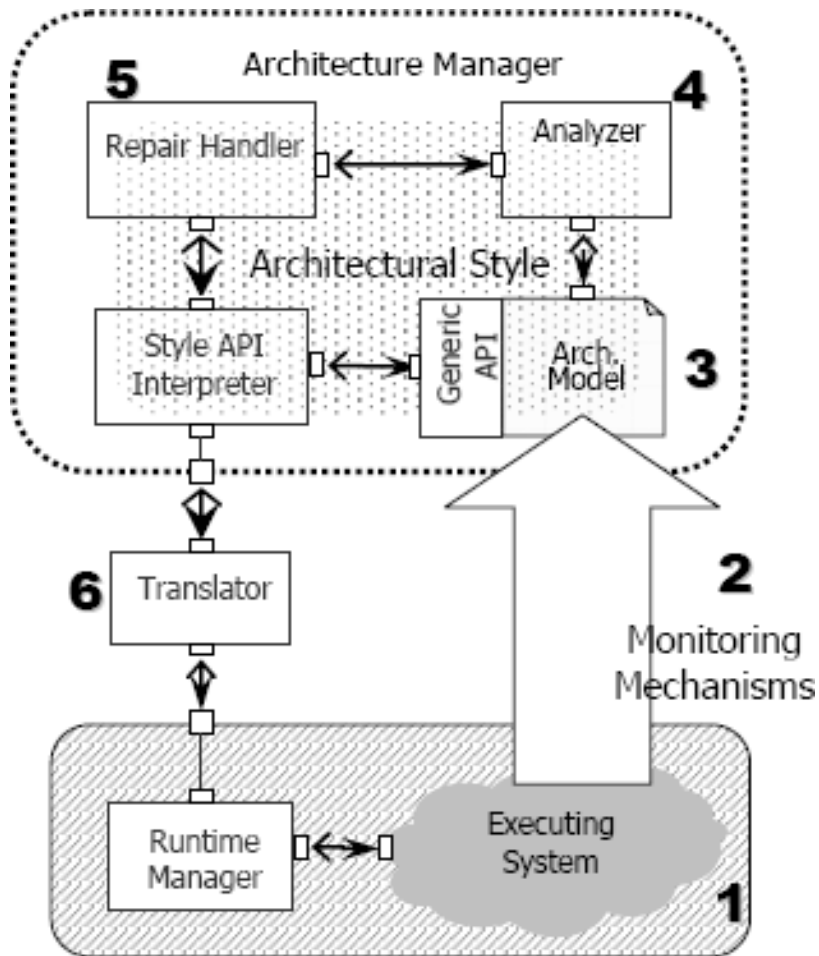 Architecture Manager
5
4
Repair Handler
Analyzer
Architectural Style
Style API
Interpreter
Generic
API
Arch.
Model
3
6
Translator
2
Monitoring
Mechanisms
Runtime
Manager
Executing
System
1